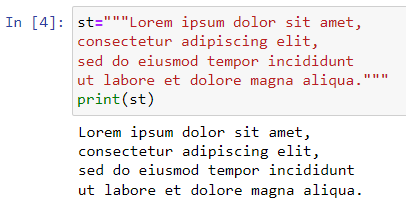 In [4]: st="""Lorem ipsum dolor sit amet,
consectetur adipiscing elit,
sed do eiusmod tempor incididunt
ut labore et dolore magna aliqua."""
print(st)
Lorem ipsum dolor sit amet,
consectetur adipiscing elit,
sed do eiusmod tempor incididunt
ut labore et dolore magna aliqua.